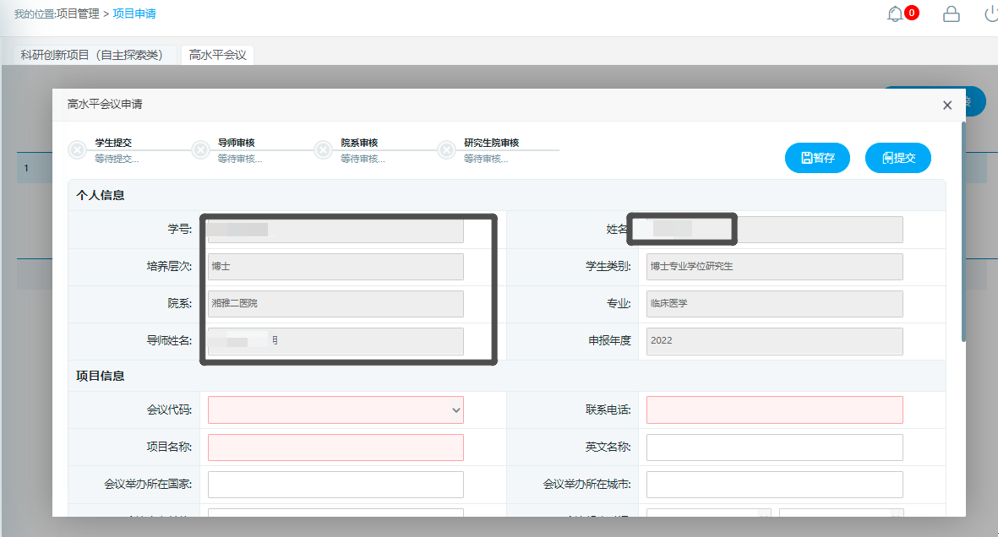 我的位置:项目管理 > 项目申请
0
科研创新项目（自主探索类） 高水平会议
高水平会议申请
学生提交 导师审核 院系审核 研究生院审核
等待提交... 等待审核... 等待审核... 等待审核...
暂存 提交
1
个人信息
学号: 姓名
培养层次: 博士 学生类别: 博士专业学位研究生
院系: 湘雅二医院 专业: 临床医学
导师姓名: 申报年度 2022
项目信息
会议代码: 联系电话:
项目名称: 英文名称:
会议举办所在国家: 会议举办所在城市: